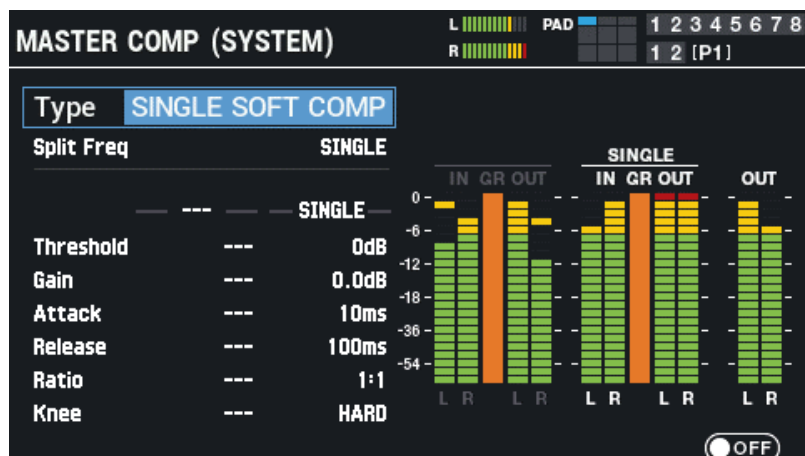 MASTER COMP (SYSTEM)
L
R
PAD
1 2 3 4 5 6 7 8
1 2 [P1]
Type SINGLE SOFT COMP
Split Freq SINGLE
--- SINGLE
Threshold --- 0dB
Gain --- 0.0dB
Attack --- 10ms
Release --- 100ms
Ratio --- 1:1
Knee --- HARD
SINGLE
IN GR OUT IN GR OUT OUT
0
-6
-12
-18
-36
-54
L R L R L R L R L R
OFF